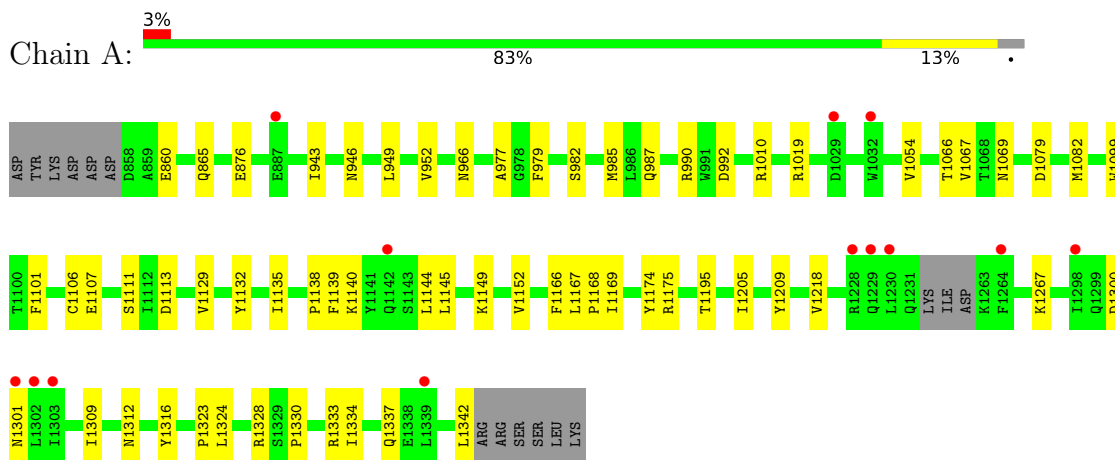 3%
Chain A:
83%
13%
•
ASP TYR LYS ASP ASP ASP D858 A859 E860 Q865 E876 E887 I943 N946 L949 V952 N966 A977 G978 F979 S982 M985 L986 Q987 R990 W991 D992 R1010 R1019 D1029 W1032 V1054 T1066 V1067 T1068 N1069 D1079 M1082 W1099
T1100 F1101 C1106 E1107 S1111 I1112 D1113 V1129 Y1132 I1135 P1138 F1139 K1140 Y1141 Q1142 S1143 L1144 L1145 K1149 V1152 F1166 L1167 P1168 I1169 Y1174 R1175 T1195 I1205 Y1209 V1218 R1228 Q1229 L1230 Q1231 LYS ILE ASP K1263 F1264 K1267 I1298 Q1299
N1301 L1302 I1303 I1309 N1312 Y1316 P1323 L1324 R1328 S1329 P1330 R1333 I1334 Q1337 E1338 L1339 L1342 ARG ARG SER SER LEU LYS